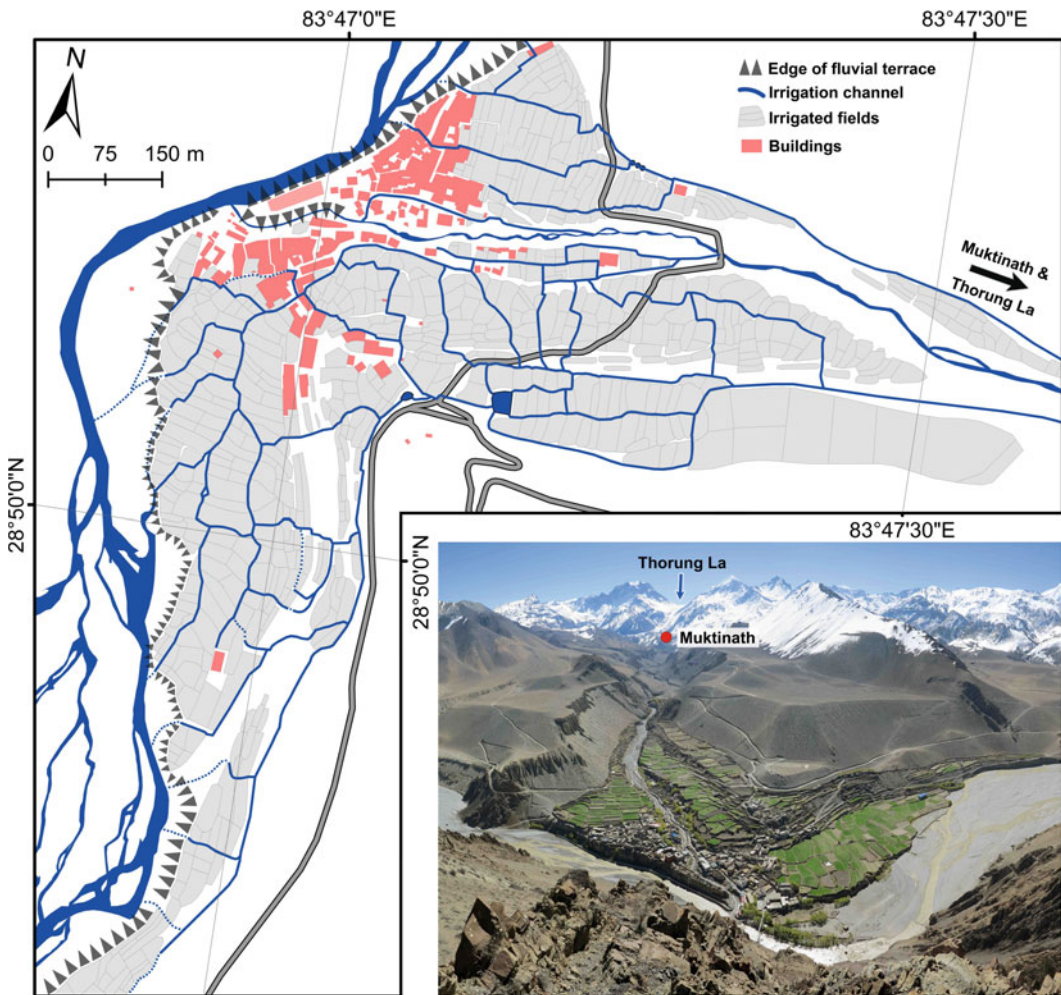 83°47'0"E
83°47'30"E
N
0 75 150 m
Edge of fluvial terrace
Irrigation channel
Irrigated fields
Buildings
Muktinath &
Thorung La
28°50'0"N
83°47'30"E
28°50'0"N
Thorung La
Muktinath